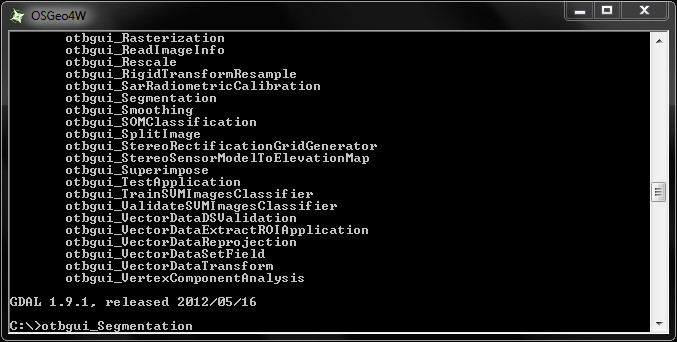 OSGeo4W
otbgui_Rasterization
otbgui_ReadImageInfo
otbgui_Rescale
otbgui_RigidTransformResample
otbgui_SarRadiometricCalibration
otbgui_Segmentation
otbgui_Smoothing
otbgui_SOMClassification
otbgui_SplitImage
otbgui_StereoRectificationGridGenerator
otbgui_StereoSensorModelToElevationMap
otbgui_Superimpose
otbgui_TestApplication
otbgui_TrainSVMImagesClassifier
otbgui_ValidateSVMImagesClassifier
otbgui_VectorDataDSValidation
otbgui_VectorDataExtractROIApplication
otbgui_VectorDataReprojection
otbgui_VectorDataSetField
otbgui_VectorDataTransform
otbgui_VertexComponentAnalysis
GDAL 1.9.1, released 2012/05/16
C:\>otbgui_Segmentation